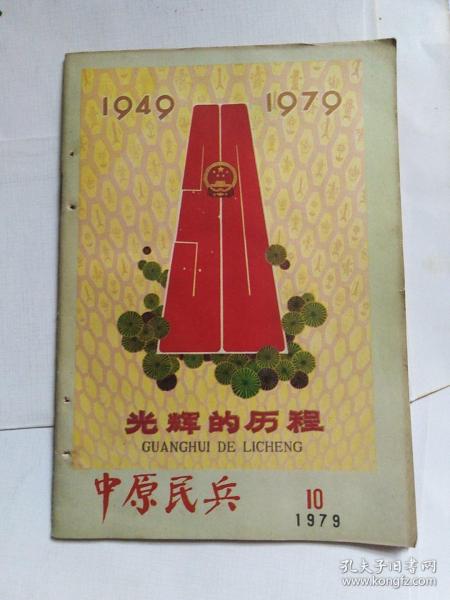 1949 1979
光辉的历程
GUANGHUI DE LICHENG
中原民兵 10
1979
孔夫子旧书网
www.kongfz.com